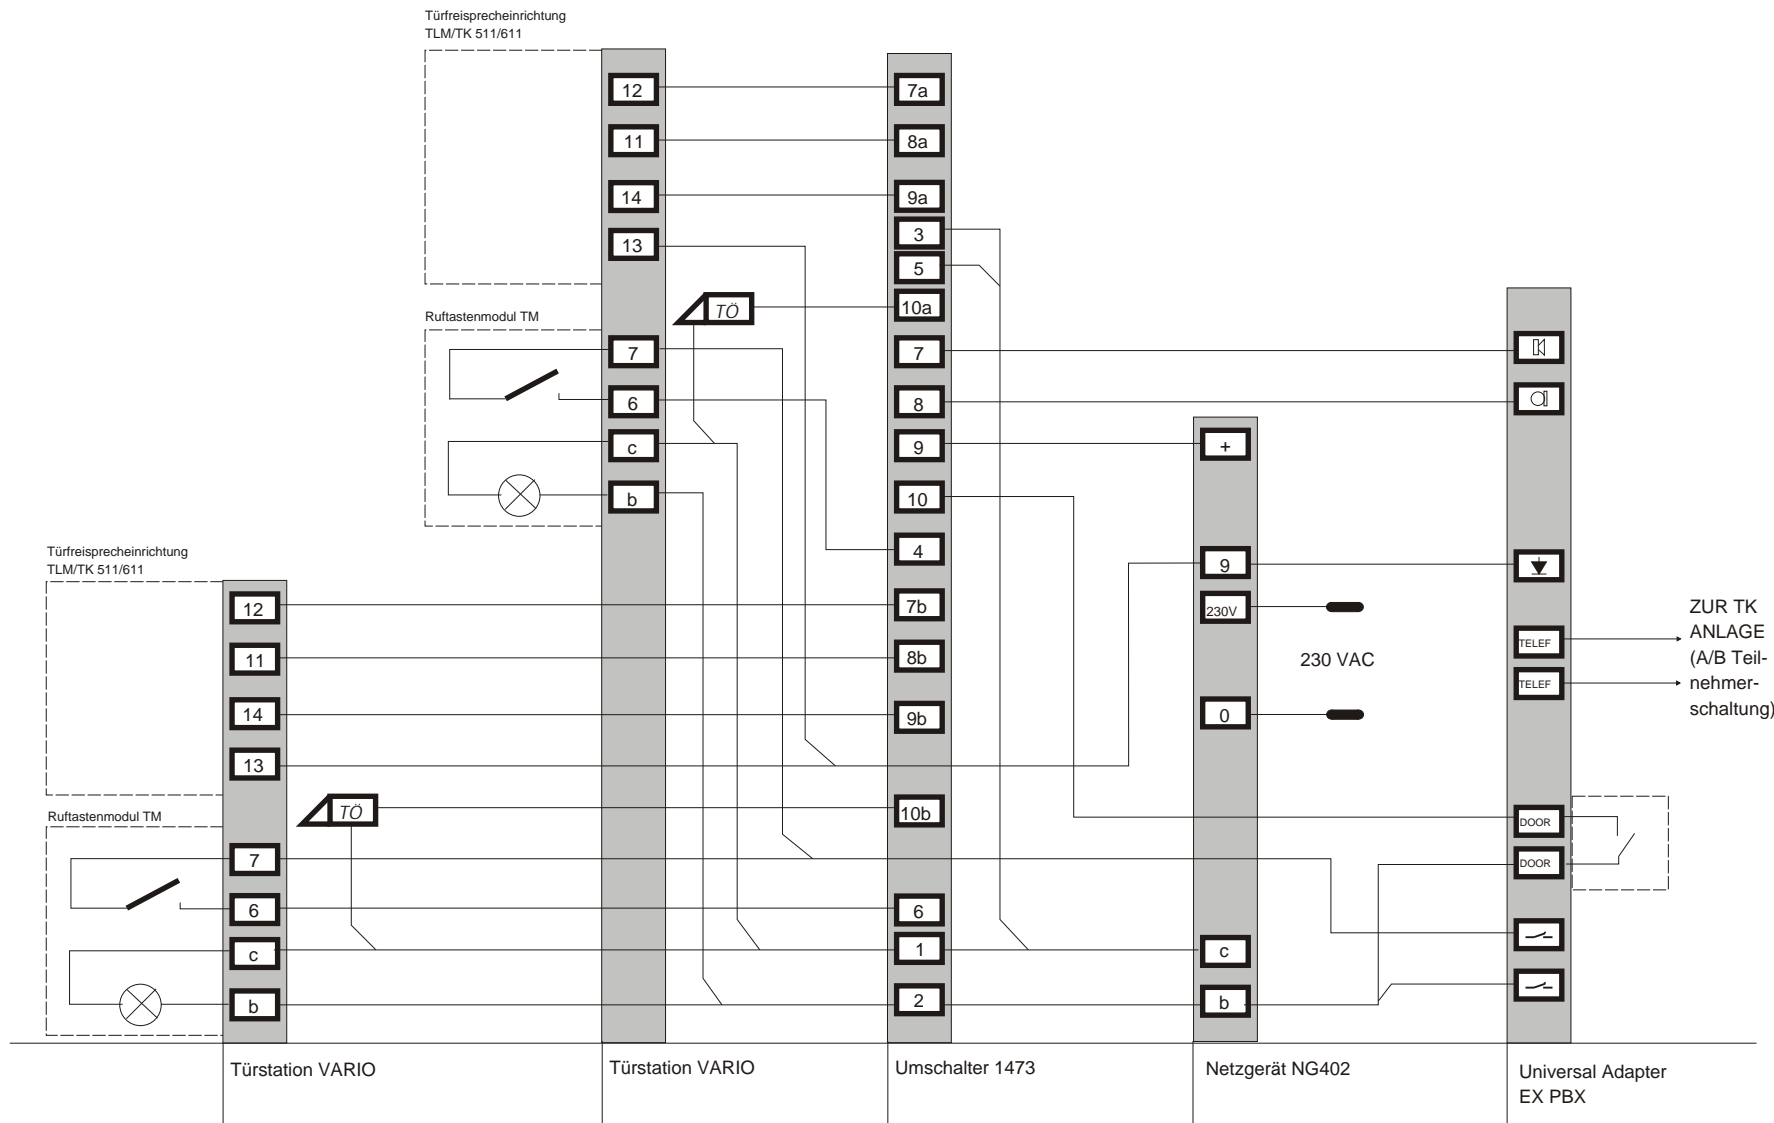 Türfreisprecheinrichtung
TLM/TK 511/611
12
11
14
13
Ruftastenmodul TM
7
6
c
b
TÖ
Türfreisprecheinrichtung
TLM/TK 511/611
12
11
14
13
Ruftastenmodul TM
7
6
c
b
TÖ
7a
8a
9a
3
5
10a
7
8
9
10
4
7b
8b
9b
10b
6
1
2
+
9
230V
0
c
b
230 VAC
TELEF
TELEF
DOOR
DOOR
ZUR TK
ANLAGE
(A/B Teil-
nehmer-
schaltung)
Türstation VARIO
Türstation VARIO
Umschalter 1473
Netzgerät NG402
Universal Adapter
EX PBX